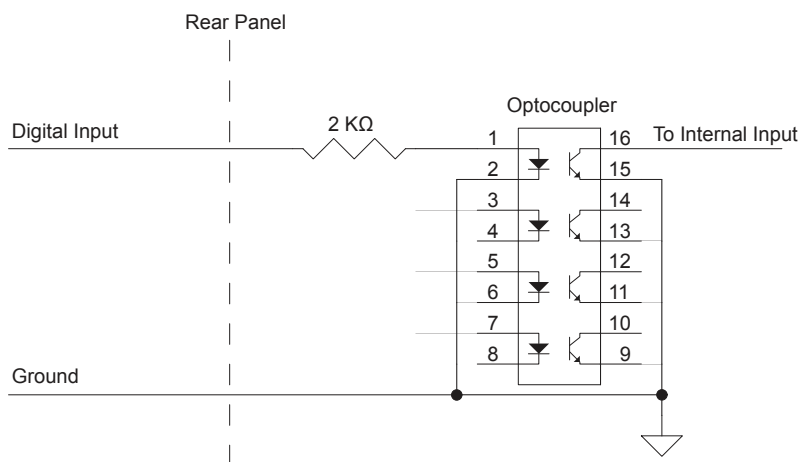 Rear Panel
Optocoupler
Digital Input
2 KΩ
1
16
To Internal Input
2
15
3
14
4
13
5
12
6
11
7
10
8
9
Ground